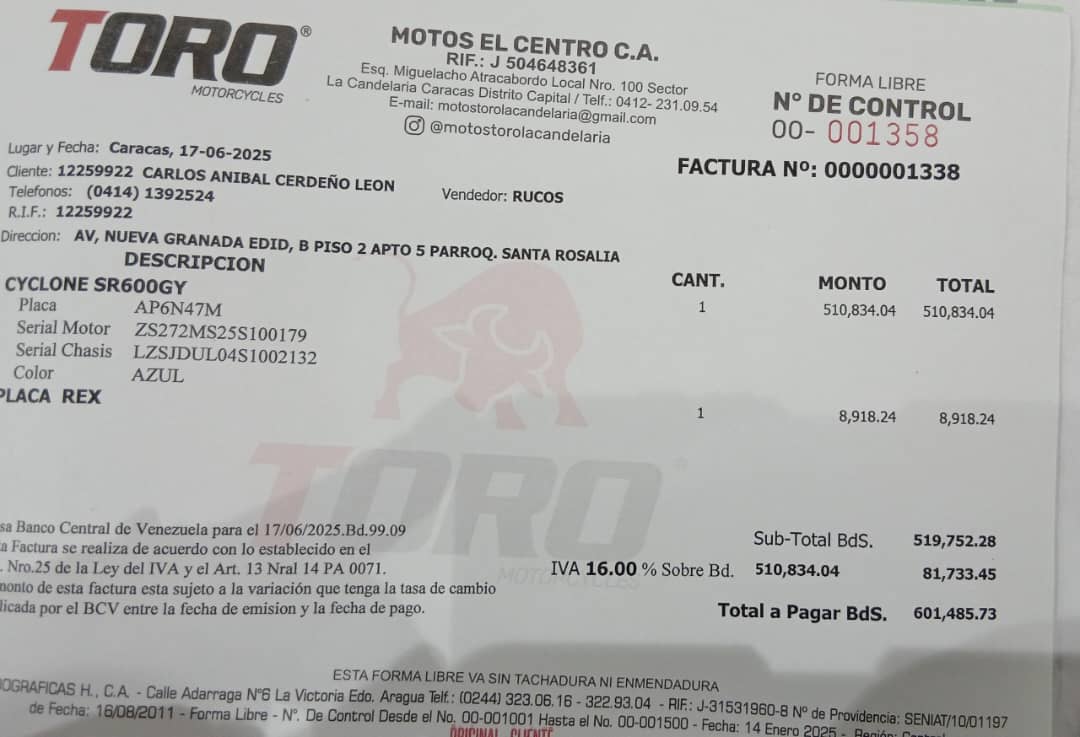 TORO®
MOTORCYCLES
MOTOS EL CENTRO C.A.
RIF.: J 504648361
Esq. Miguelacho Atracabordo Local Nro. 100 Sector
La Candelaria Caracas Distrito Capital / Telf.: 0412- 231.09.54
E-mail: motostorolacandelaria@gmail.com
@motostorolacandelaria
FORMA LIBRE
N° DE CONTROL
00- 001358
FACTURA Nº: 0000001338
Lugar y Fecha: Caracas, 17-06-2025
Cliente: 12259922 CARLOS ANIBAL CERDEÑO LEON
Telefonos: (0414) 1392524
Vendedor: RUCOS
R.I.F.: 12259922
Direccion: AV, NUEVA GRANADA EDID, B PISO 2 APTO 5 PARROQ. SANTA ROSALIA
DESCRIPCION CANT. MONTO TOTAL
CYCLONE SR600GY 1 510,834.04 510,834.04
Placa AP6N47M
Serial Motor ZS272MS25S100179
Serial Chasis LZSJDUL04S1002132
Color AZUL
PLACA REX 1 8,918.24 8,918.24
TORO
MOTORCYCLES
sa Banco Central de Venezuela para el 17/06/2025.Bd.99.09
a Factura se realiza de acuerdo con lo establecido en el
. Nro.25 de la Ley del IVA y el Art. 13 Nral 14 PA 0071.
monto de esta factura esta sujeto a la variación que tenga la tasa de cambio
licada por el BCV entre la fecha de emision y la fecha de pago.
Sub-Total BdS. 519,752.28
IVA 16.00 % Sobre Bd. 510,834.04 81,733.45
Total a Pagar BdS. 601,485.73
ESTA FORMA LIBRE VA SIN TACHADURA NI ENMENDADURA
OGRAFICAS H., C.A. - Calle Adarraga N°6 La Victoria Edo. Aragua Telf.: (0244) 323.06.16 - 322.93.04 - RIF.: J-31531960-8 N° de Providencia: SENIAT/10/01197
de Fecha: 16/08/2011 - Forma Libre - N°. De Control Desde el No. 00-001001 Hasta el No. 00-001500 - Fecha: 14 Enero 2025 - Región:
ORIGINAL CLIENTE